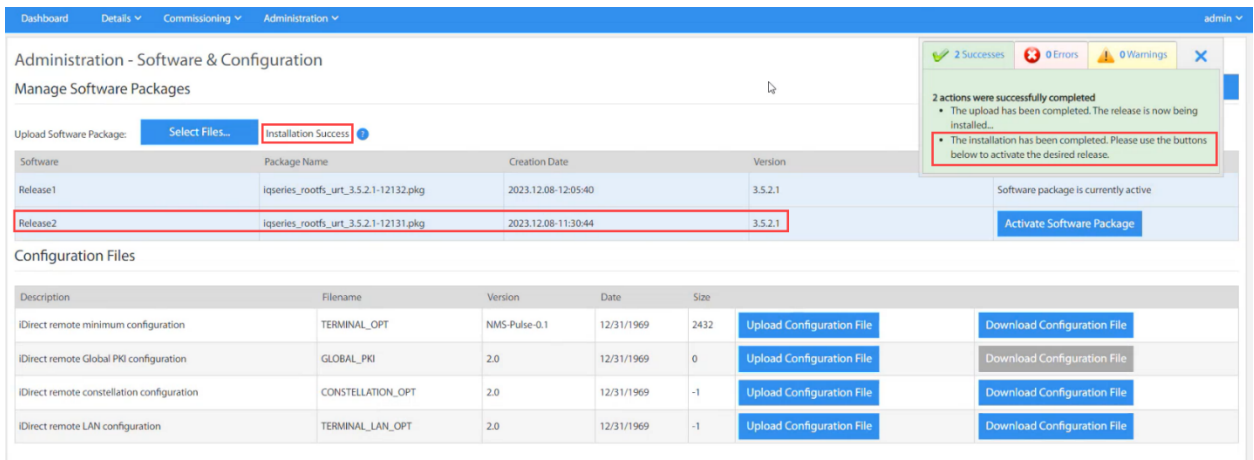 Dashboard Details Commissioning Administration admin
Administration - Software & Configuration
2 Successes 0 Errors 0 Warnings
Manage Software Packages
2 actions were successfully completed
• The upload has been completed. The release is now being
installed...
• The installation has been completed. Please use the buttons
below to activate the desired release.
Upload Software Package: Select Files... Installation Success ?
Software Package Name Creation Date Version
Release1 iqseries_rootfs_urt_3.5.2.1-12132.pkg 2023.12.08-12:05:40 3.5.2.1 Software package is currently active
Release2 iqseries_rootfs_urt_3.5.2.1-12131.pkg 2023.12.08-11:30:44 3.5.2.1 Activate Software Package
Configuration Files
Description Filename Version Date Size
iDirect remote minimum configuration TERMINAL_OPT NMS-Pulse-0.1 12/31/1969 2432 Upload Configuration File Download Configuration File
iDirect remote Global PKI configuration GLOBAL_PKI 2.0 12/31/1969 0 Upload Configuration File Download Configuration File
iDirect remote constellation configuration CONSTELLATION_OPT 2.0 12/31/1969 -1 Upload Configuration File Download Configuration File
iDirect remote LAN configuration TERMINAL_LAN_OPT 2.0 12/31/1969 -1 Upload Configuration File Download Configuration File